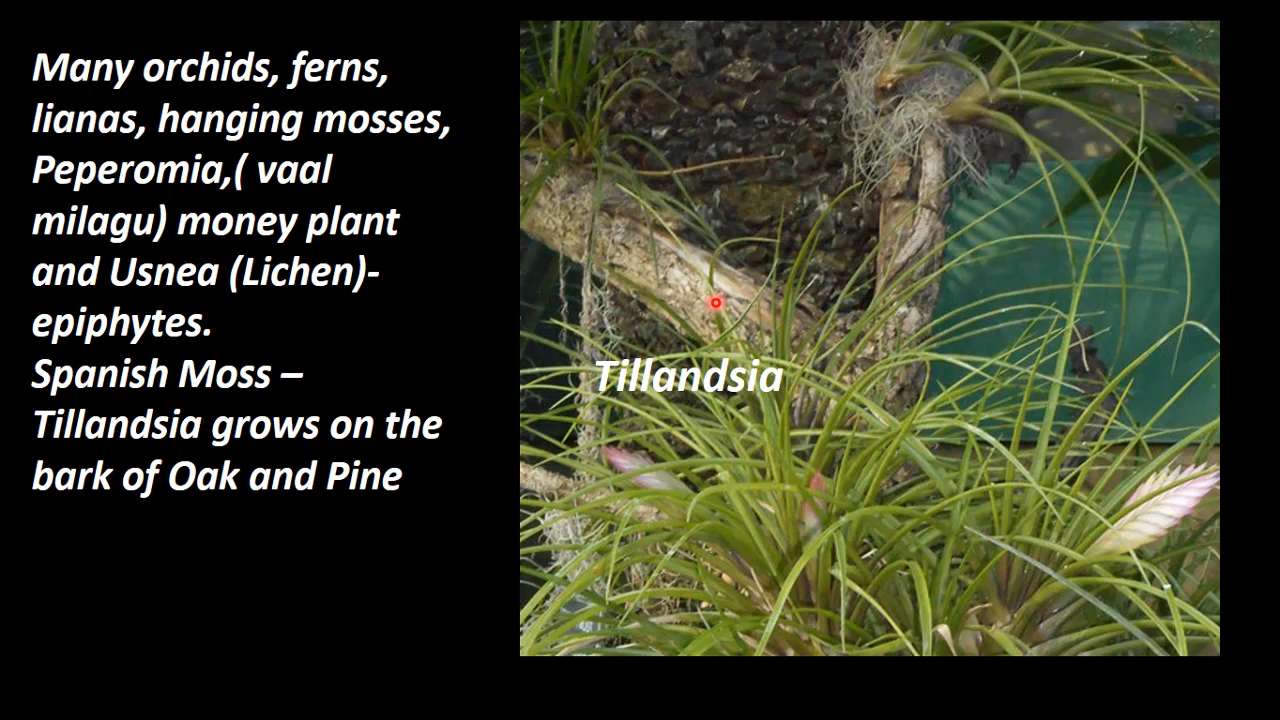 Many orchids, ferns,
lianas, hanging mosses,
Peperomia,( vaal
milagu) money plant
and Usnea (Lichen)-
epiphytes.
Spanish Moss –
Tillandsia grows on the
bark of Oak and Pine
Tillandsia